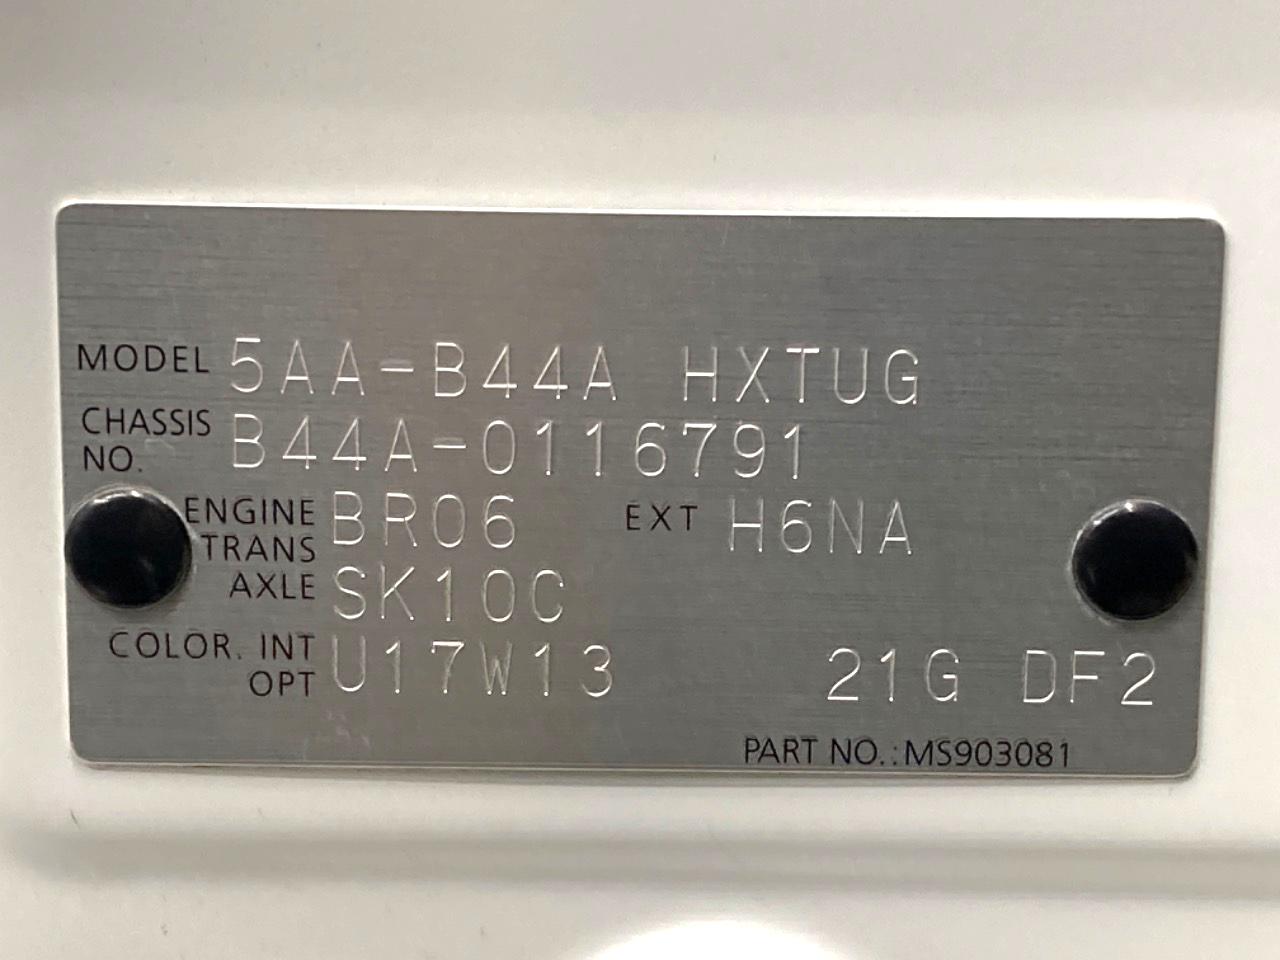 MODEL 5AA-B44A HXTUG
CHASSIS NO. B44A-0116791
ENGINE BR06 EXT H6NA
TRANS AXLE SK10C
COLOR. INT OPT U17W13 21G DF2
PART NO.: MS903081